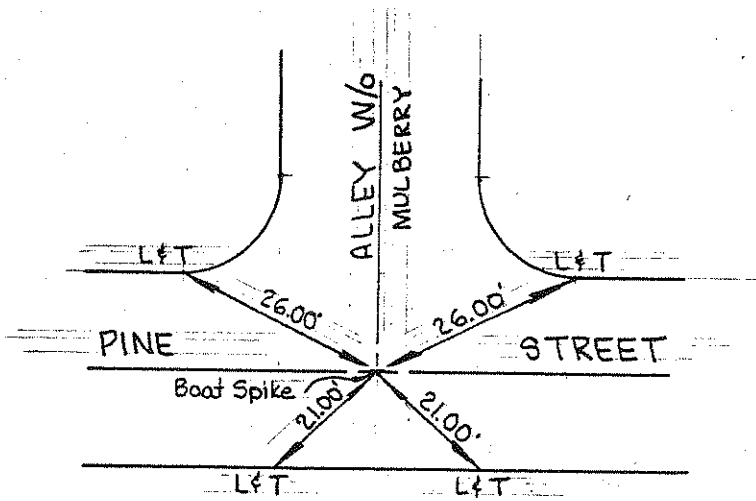 ALLEY W/o
MULBERRY
L&T
L&T
26.00'
26.00'
PINE
STREET
Boat Spike
21.00'
21.00'
L&T
L&T